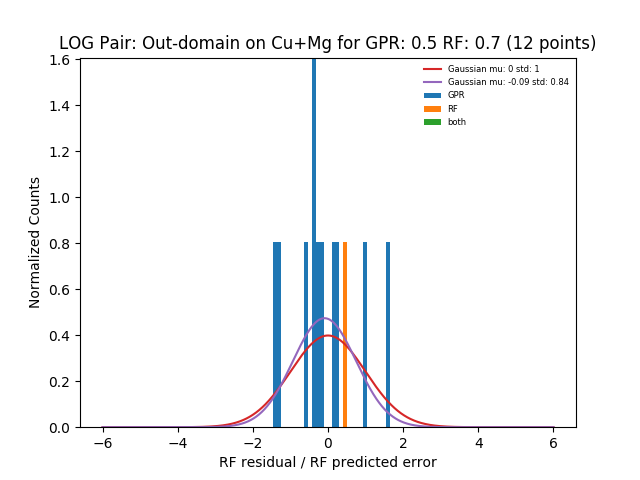 LOG Pair: Out-domain on Cu+Mg for GPR: 0.5 RF: 0.7 (12 points)
Gaussian mu: 0 std: 1
Gaussian mu: -0.09 std: 0.84
GPR
RF
both
1.6
1.4
1.2
1.0
0.8
0.6
0.4
0.2
0.0
Normalized Counts
−6 −4 −2 0 2 4 6
RF residual / RF predicted error